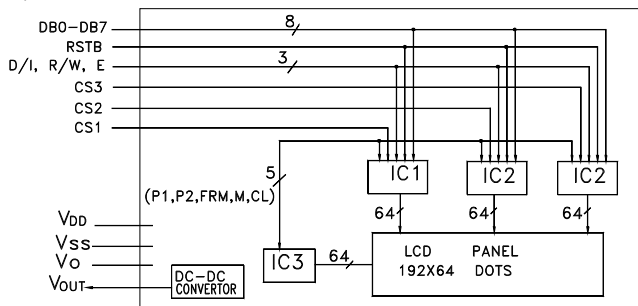 DB0-DB7 8
RSTB
D/I, R/W, E 3
CS3
CS2
CS1
IC1 IC2 IC2
5
(P1,P2,FRM,M,CL)
64 64 64
VDD
VSS
VO
VOUT
DC-DC
CONVERTOR
IC3 64
LCD PANEL
192X64 DOTS